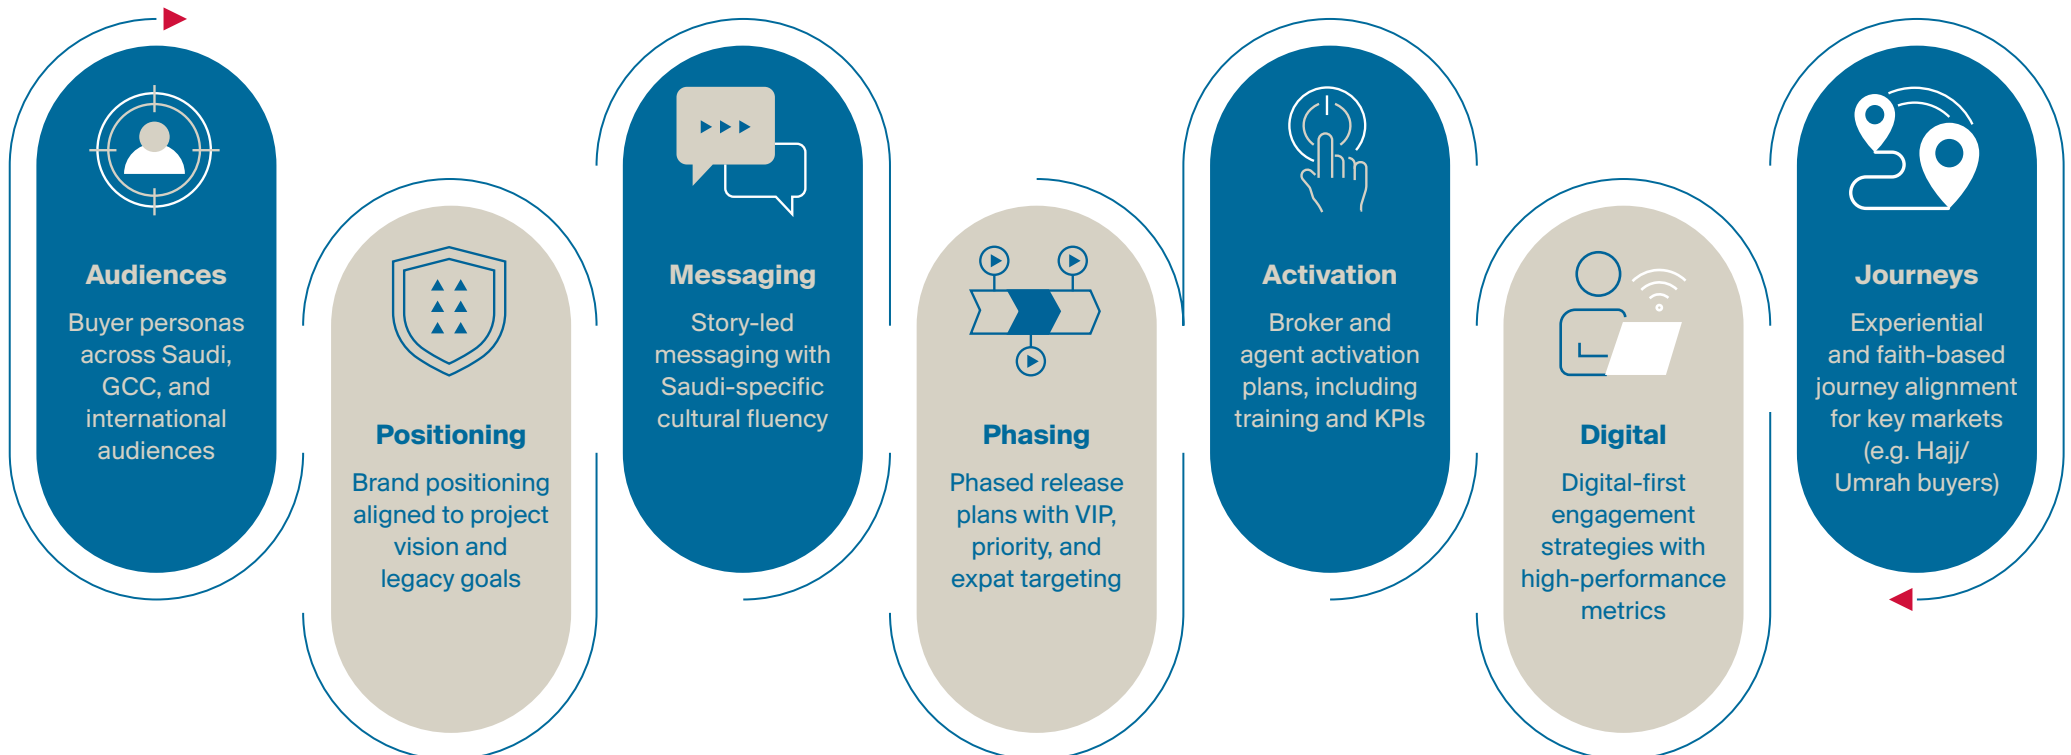 Audiences
Buyer personas
across Saudi,
GCC, and
international
audiences
Positioning
Brand positioning
aligned to project
vision and
legacy goals
Messaging
Story-led
messaging with
Saudi-specific
cultural fluency
Phasing
Phased release
plans with VIP,
priority, and
expat targeting
Activation
Broker and
agent activation
plans, including
training and KPIs
Digital
Digital-first
engagement
strategies with
high-performance
metrics
Journeys
Experiential
and faith-based
journey alignment
for key markets
(e.g. Hajj/
Umrah buyers)